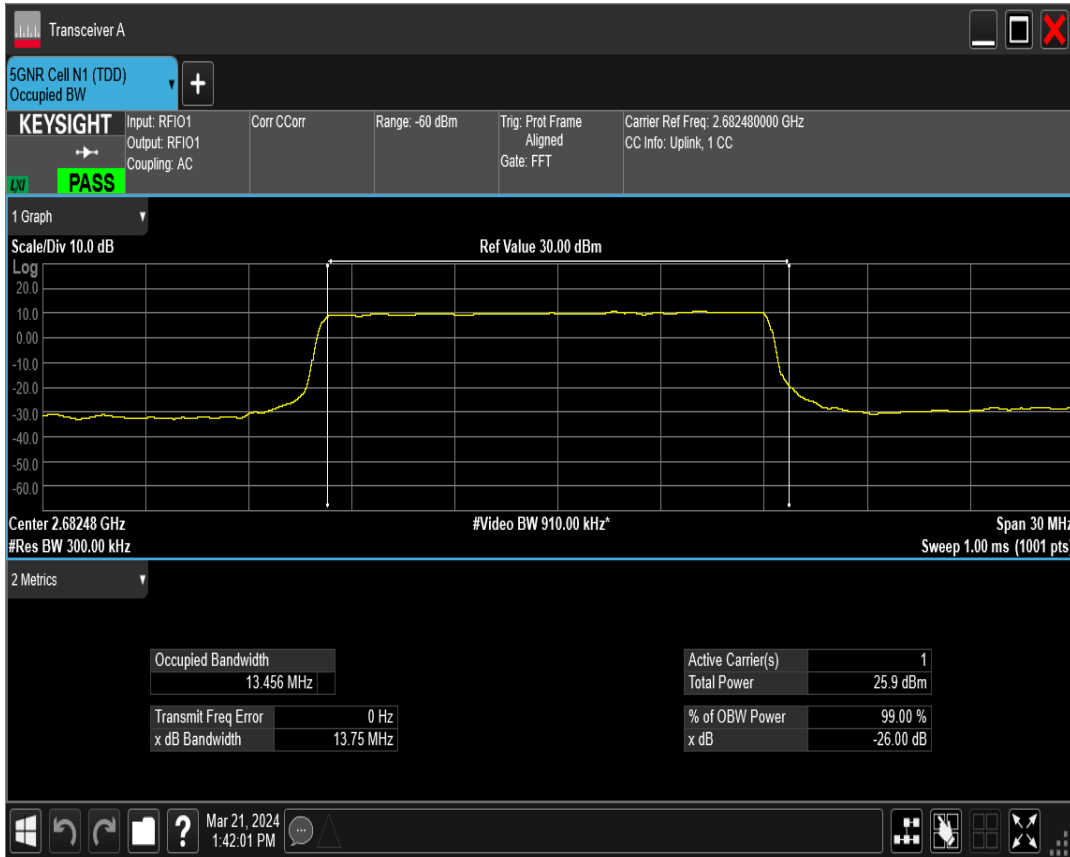 Transceiver A
5GNR Cell N1 (TDD)
Occupied BW
+
KEYSIGHT
LXI
PASS
Input: RFIO1
Output: RFIO1
Coupling: AC
Corr CCorr
Range: -60 dBm
Trig: Prot Frame
Aligned
Gate: FFT
Carrier Ref Freq: 2.682480000 GHz
CC Info: Uplink, 1 CC
1 Graph
Scale/Div 10.0 dB
Ref Value 30.00 dBm
Log
20.0
10.0
0.00
-10.0
-20.0
-30.0
-40.0
-50.0
-60.0
Center 2.68248 GHz
#Video BW 910.00 kHz*
Span 30 MHz
#Res BW 300.00 kHz
Sweep 1.00 ms (1001 pts)
2 Metrics
Occupied Bandwidth
13.456 MHz
Transmit Freq Error 0 Hz
x dB Bandwidth 13.75 MHz
Active Carrier(s) 1
Total Power 25.9 dBm
% of OBW Power 99.00 %
x dB -26.00 dB
?
Mar 21, 2024
1:42:01 PM